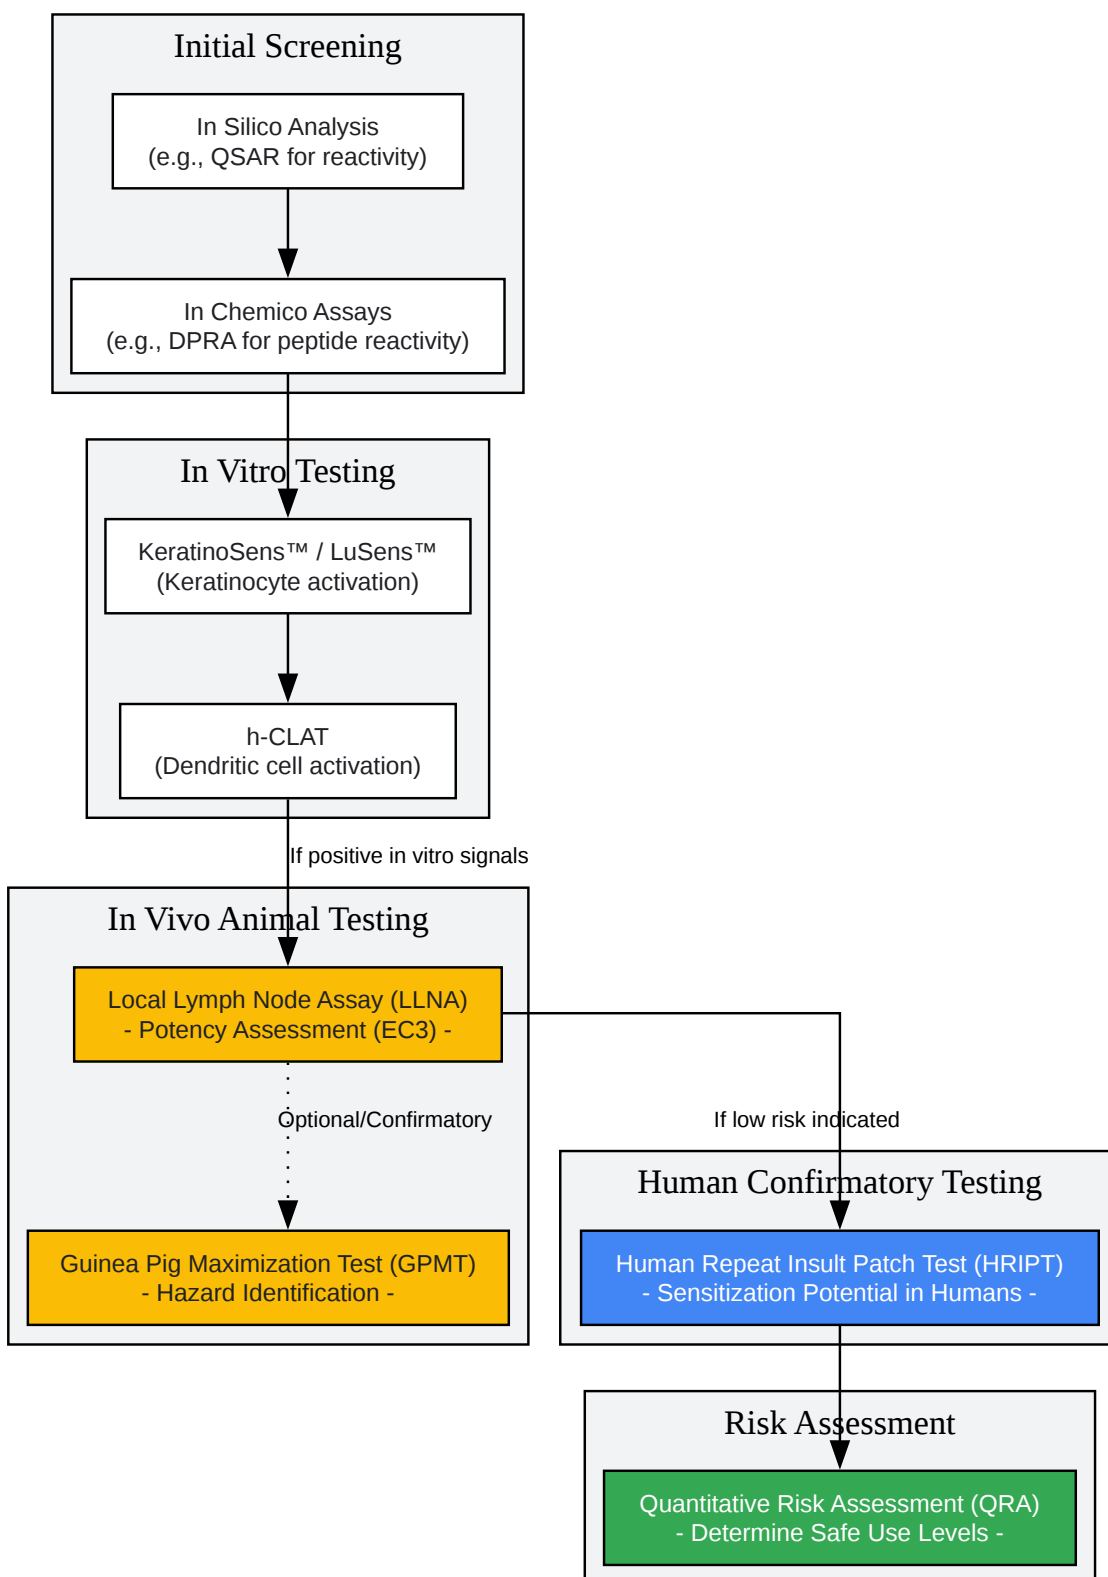 Initial Screening
In Silico Analysis
(e.g., QSAR for reactivity)
In Chemico Assays
(e.g., DPRA for peptide reactivity)
In Vitro Testing
KeratinoSens™ / LuSens™
(Keratinocyte activation)
h-CLAT
(Dendritic cell activation)
If positive in vitro signals
In Vivo Animal Testing
Local Lymph Node Assay (LLNA)
- Potency Assessment (EC3) -
Optional/Confirmatory
If low risk indicated
Guinea Pig Maximization Test (GPMT)
- Hazard Identification -
Human Confirmatory Testing
Human Repeat Insult Patch Test (HRIPT)
- Sensitization Potential in Humans -
Risk Assessment
Quantitative Risk Assessment (QRA)
- Determine Safe Use Levels -